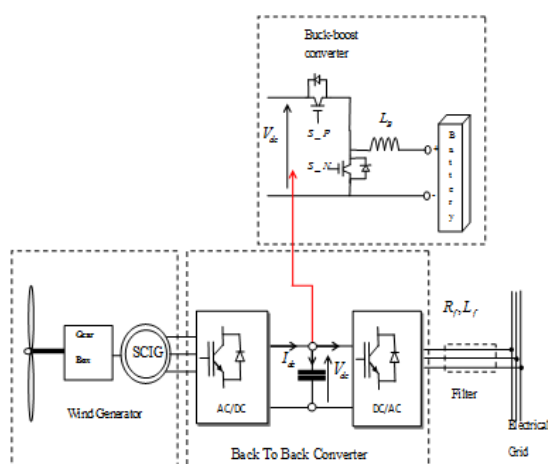 Buck-boost
converter
V_dc
S_P
L_B
S_N
+
-
Battery
Gear
Box
SCIG
Wind Generator
AC/DC
I_dc
V_dc
DC/AC
Back To Back Converter
R_f, L_f
Filter
Electrical
Grid